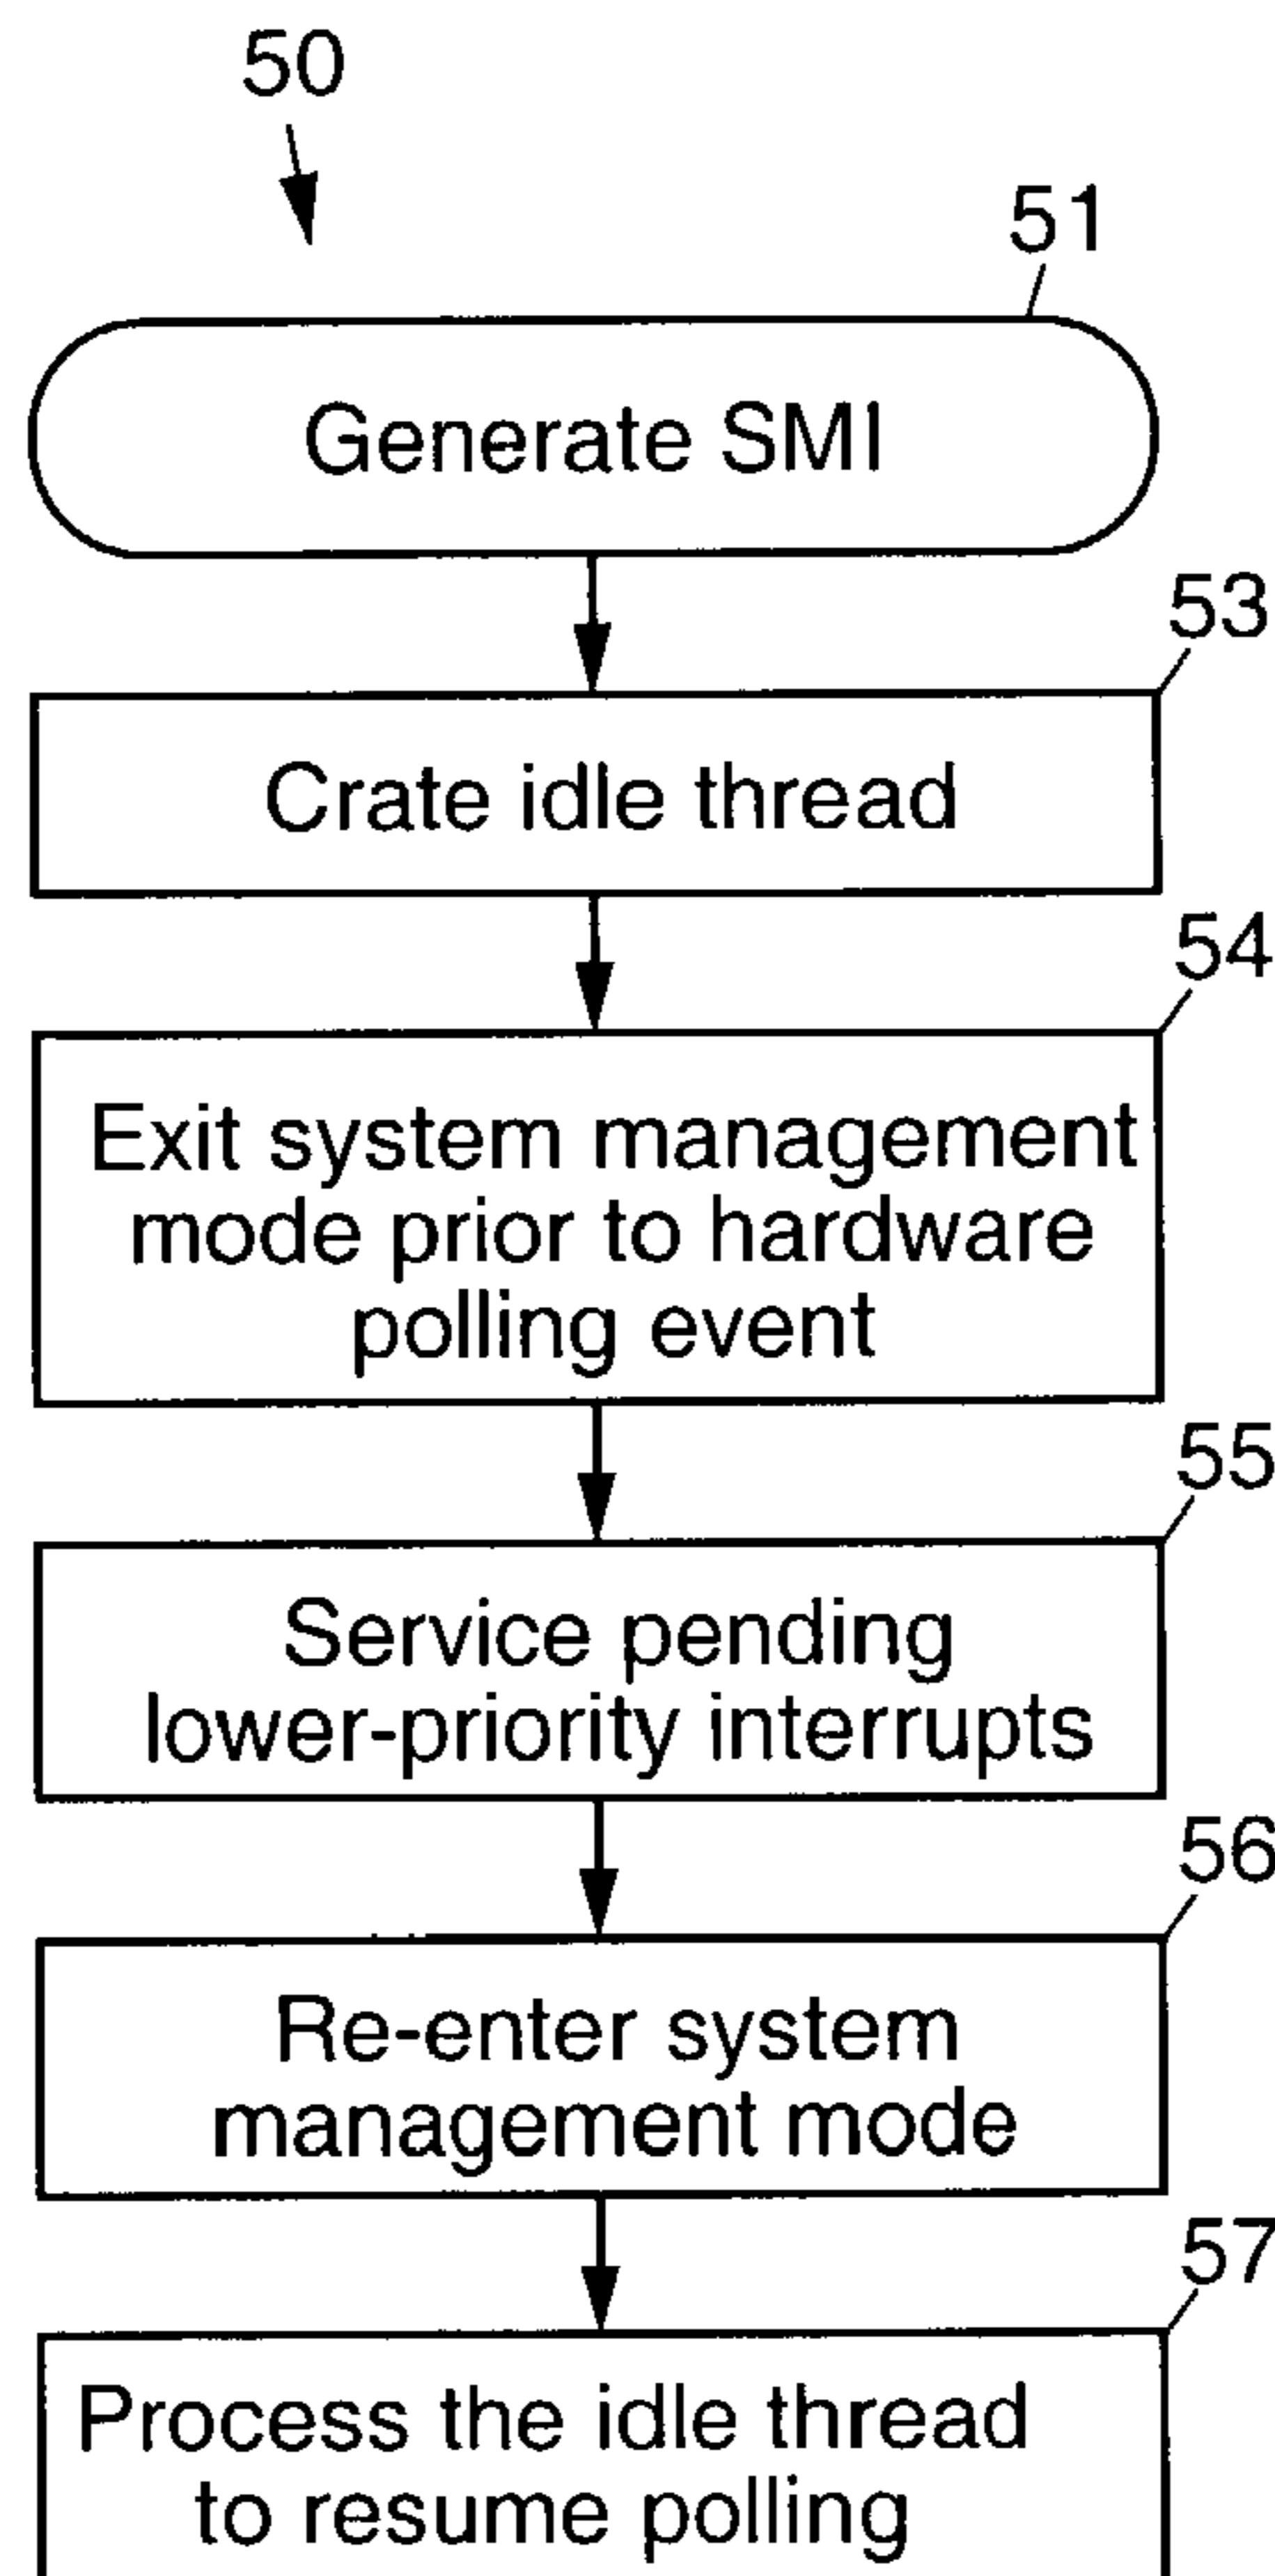 50
51
Generate SMI
53
Crate idle thread
54
Exit system management
mode prior to hardware
polling event
55
Service pending
lower-priority interrupts
56
Re-enter system
management mode
57
Process the idle thread
to resume polling